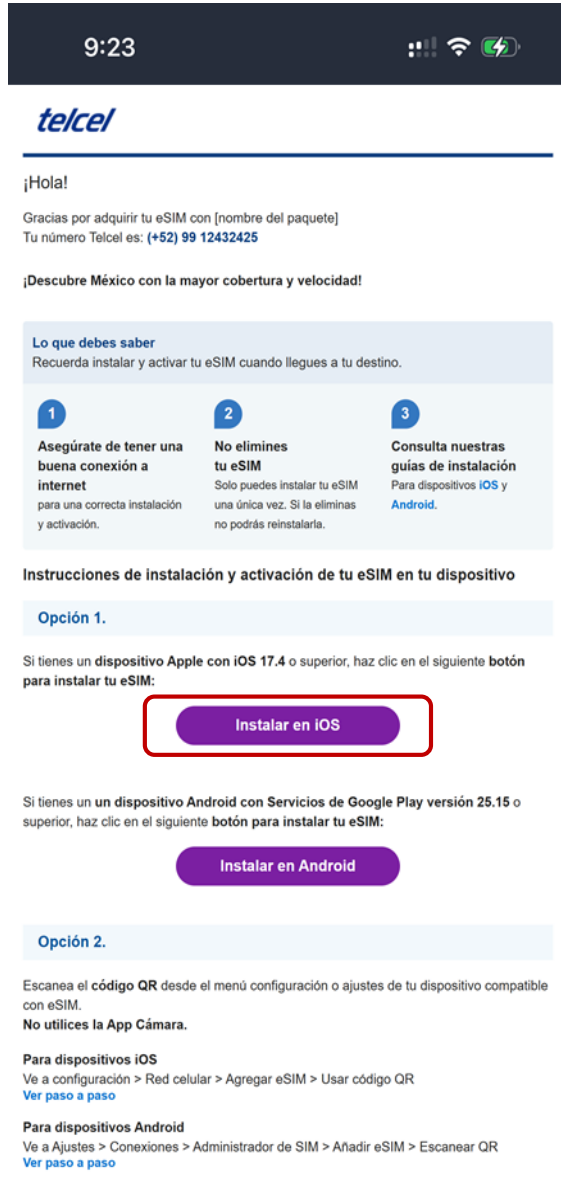 9:23
telcel
¡Hola!
Gracias por adquirir tu eSIM con [nombre del paquete]
Tu número Telcel es: (+52) 99 12432425
¡Descubre México con la mayor cobertura y velocidad!
Lo que debes saber
Recuerda instalar y activar tu eSIM cuando llegues a tu destino.
1
Asegúrate de tener una
buena conexión a
internet
para una correcta instalación
y activación.
2
No elimines
tu eSIM
Solo puedes instalar tu eSIM
una única vez. Si la eliminas
no podrás reinstalarla.
3
Consulta nuestras
guías de instalación
Para dispositivos iOS y
Android.
Instrucciones de instalación y activación de tu eSIM en tu dispositivo
Opción 1.
Si tienes un dispositivo Apple con iOS 17.4 o superior, haz clic en el siguiente botón
para instalar tu eSIM:
Instalar en iOS
Si tienes un un dispositivo Android con Servicios de Google Play versión 25.15 o
superior, haz clic en el siguiente botón para instalar tu eSIM:
Instalar en Android
Opción 2.
Escanea el código QR desde el menú configuración o ajustes de tu dispositivo compatible
con eSIM.
No utilices la App Cámara.
Para dispositivos iOS
Ve a configuración > Red celular > Agregar eSIM > Usar código QR
Ver paso a paso
Para dispositivos Android
Ve a Ajustes > Conexiones > Administrador de SIM > Añadir eSIM > Escanear QR
Ver paso a paso